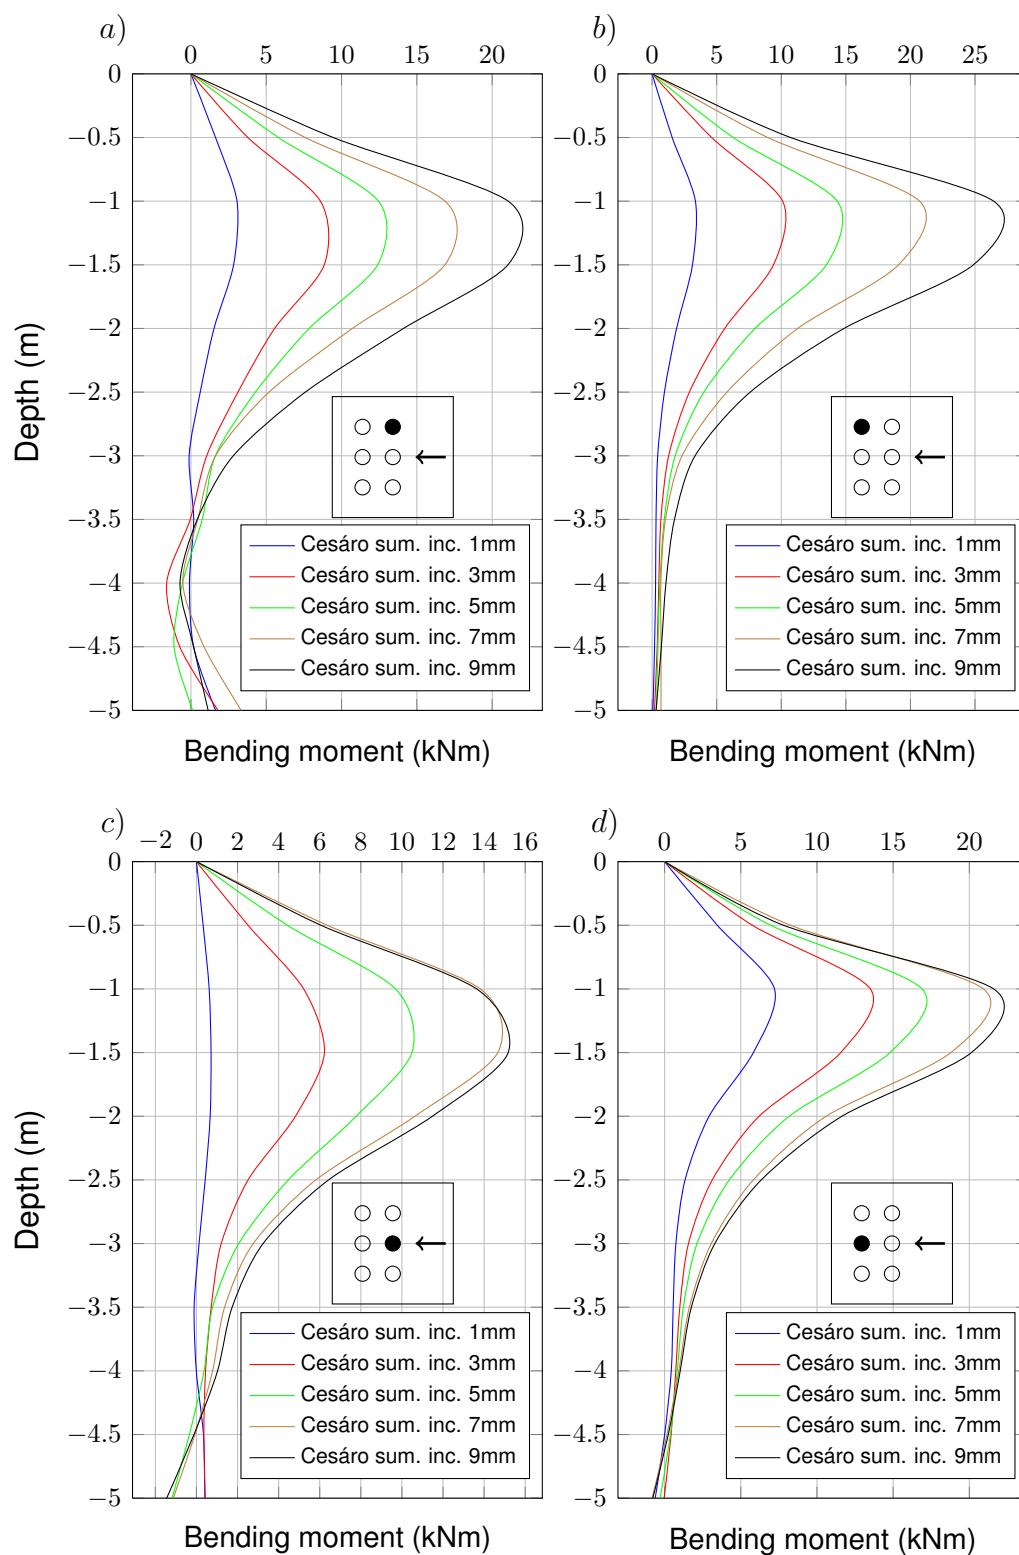 a)
0 5 10 15 20
0
−0.5
−1
−1.5
−2
−2.5
−3
−3.5
−4
−4.5
−5
Depth (m)
Cesáro sum. inc. 1mm
Cesáro sum. inc. 3mm
Cesáro sum. inc. 5mm
Cesáro sum. inc. 7mm
Cesáro sum. inc. 9mm
Bending moment (kNm)
b)
0 5 10 15 20 25
0
−0.5
−1
−1.5
−2
−2.5
−3
−3.5
−4
−4.5
−5
Cesáro sum. inc. 1mm
Cesáro sum. inc. 3mm
Cesáro sum. inc. 5mm
Cesáro sum. inc. 7mm
Cesáro sum. inc. 9mm
Bending moment (kNm)
c)
−2 0 2 4 6 8 10 12 14 16
0
−0.5
−1
−1.5
−2
−2.5
−3
−3.5
−4
−4.5
−5
Depth (m)
Cesáro sum. inc. 1mm
Cesáro sum. inc. 3mm
Cesáro sum. inc. 5mm
Cesáro sum. inc. 7mm
Cesáro sum. inc. 9mm
Bending moment (kNm)
d)
0 5 10 15 20
0
−0.5
−1
−1.5
−2
−2.5
−3
−3.5
−4
−4.5
−5
Cesáro sum. inc. 1mm
Cesáro sum. inc. 3mm
Cesáro sum. inc. 5mm
Cesáro sum. inc. 7mm
Cesáro sum. inc. 9mm
Bending moment (kNm)